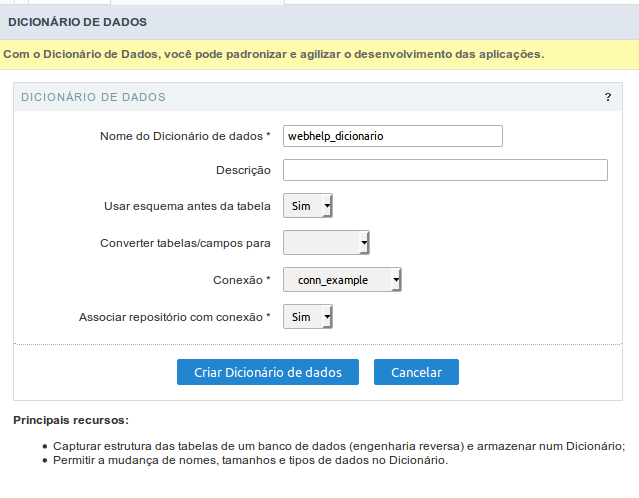 DICIONÁRIO DE DADOS
Com o Dicionário de Dados, você pode padronizar e agilizar o desenvolvimento das aplicações.
DICIONÁRIO DE DADOS ?
Nome do Dicionário de dados * webhelp_dicionario
Descrição
Usar esquema antes da tabela Sim
Converter tabelas/campos para
Conexão * conn_example
Associar repositório com conexão * Sim
Criar Dicionário de dados Cancelar
Principais recursos:
• Capturar estrutura das tabelas de um banco de dados (engenharia reversa) e armazenar num Dicionário;
• Permitir a mudança de nomes, tamanhos e tipos de dados no Dicionário.